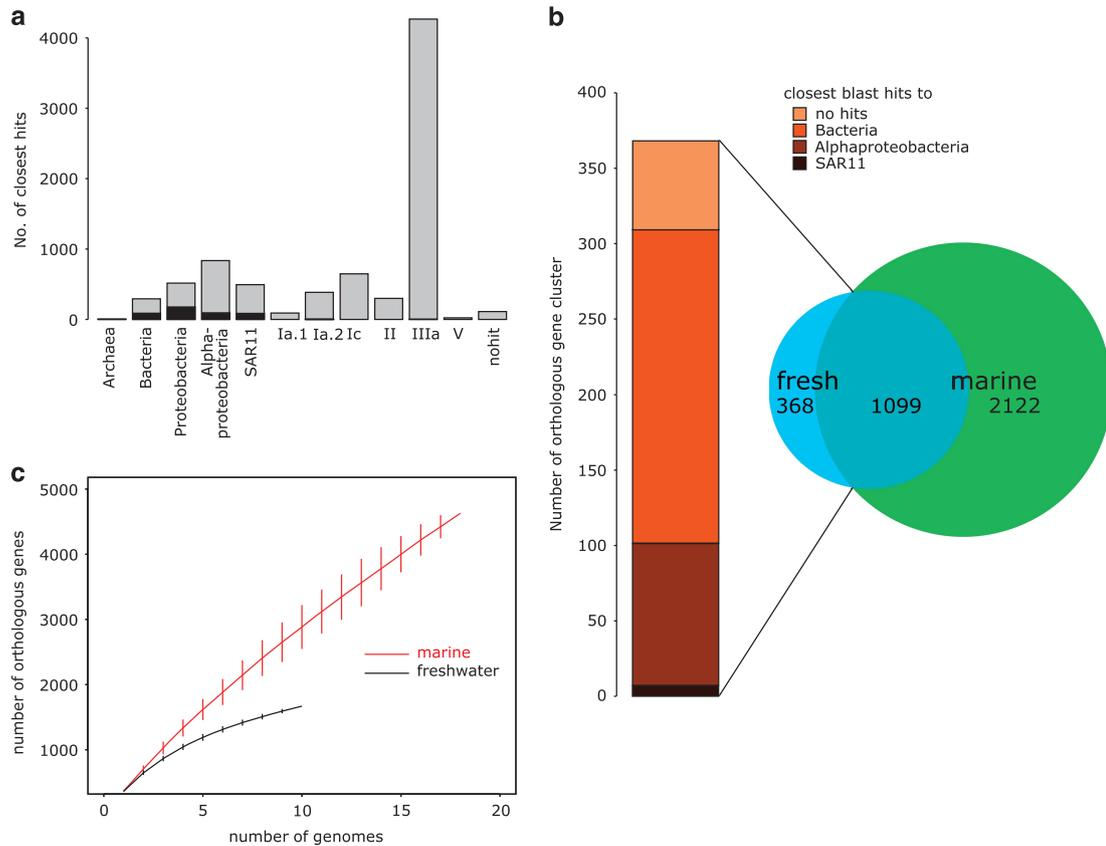 a
No. of closest hits
4000
3000
2000
1000
0
Archaea
Bacteria
Proteobacteria
Alpha-
proteobacteria
SAR11
Ia.1
Ia.2
Ic
II
IIIa
V
nohit
b
Number of orthologous gene cluster
400
350
300
250
200
150
100
50
0
closest blast hits to
no hits
Bacteria
Alphaproteobacteria
SAR11
fresh
368
1099
marine
2122
c
number of orthologous genes
5000
4000
3000
2000
1000
marine
freshwater
0
5
10
15
20
number of genomes